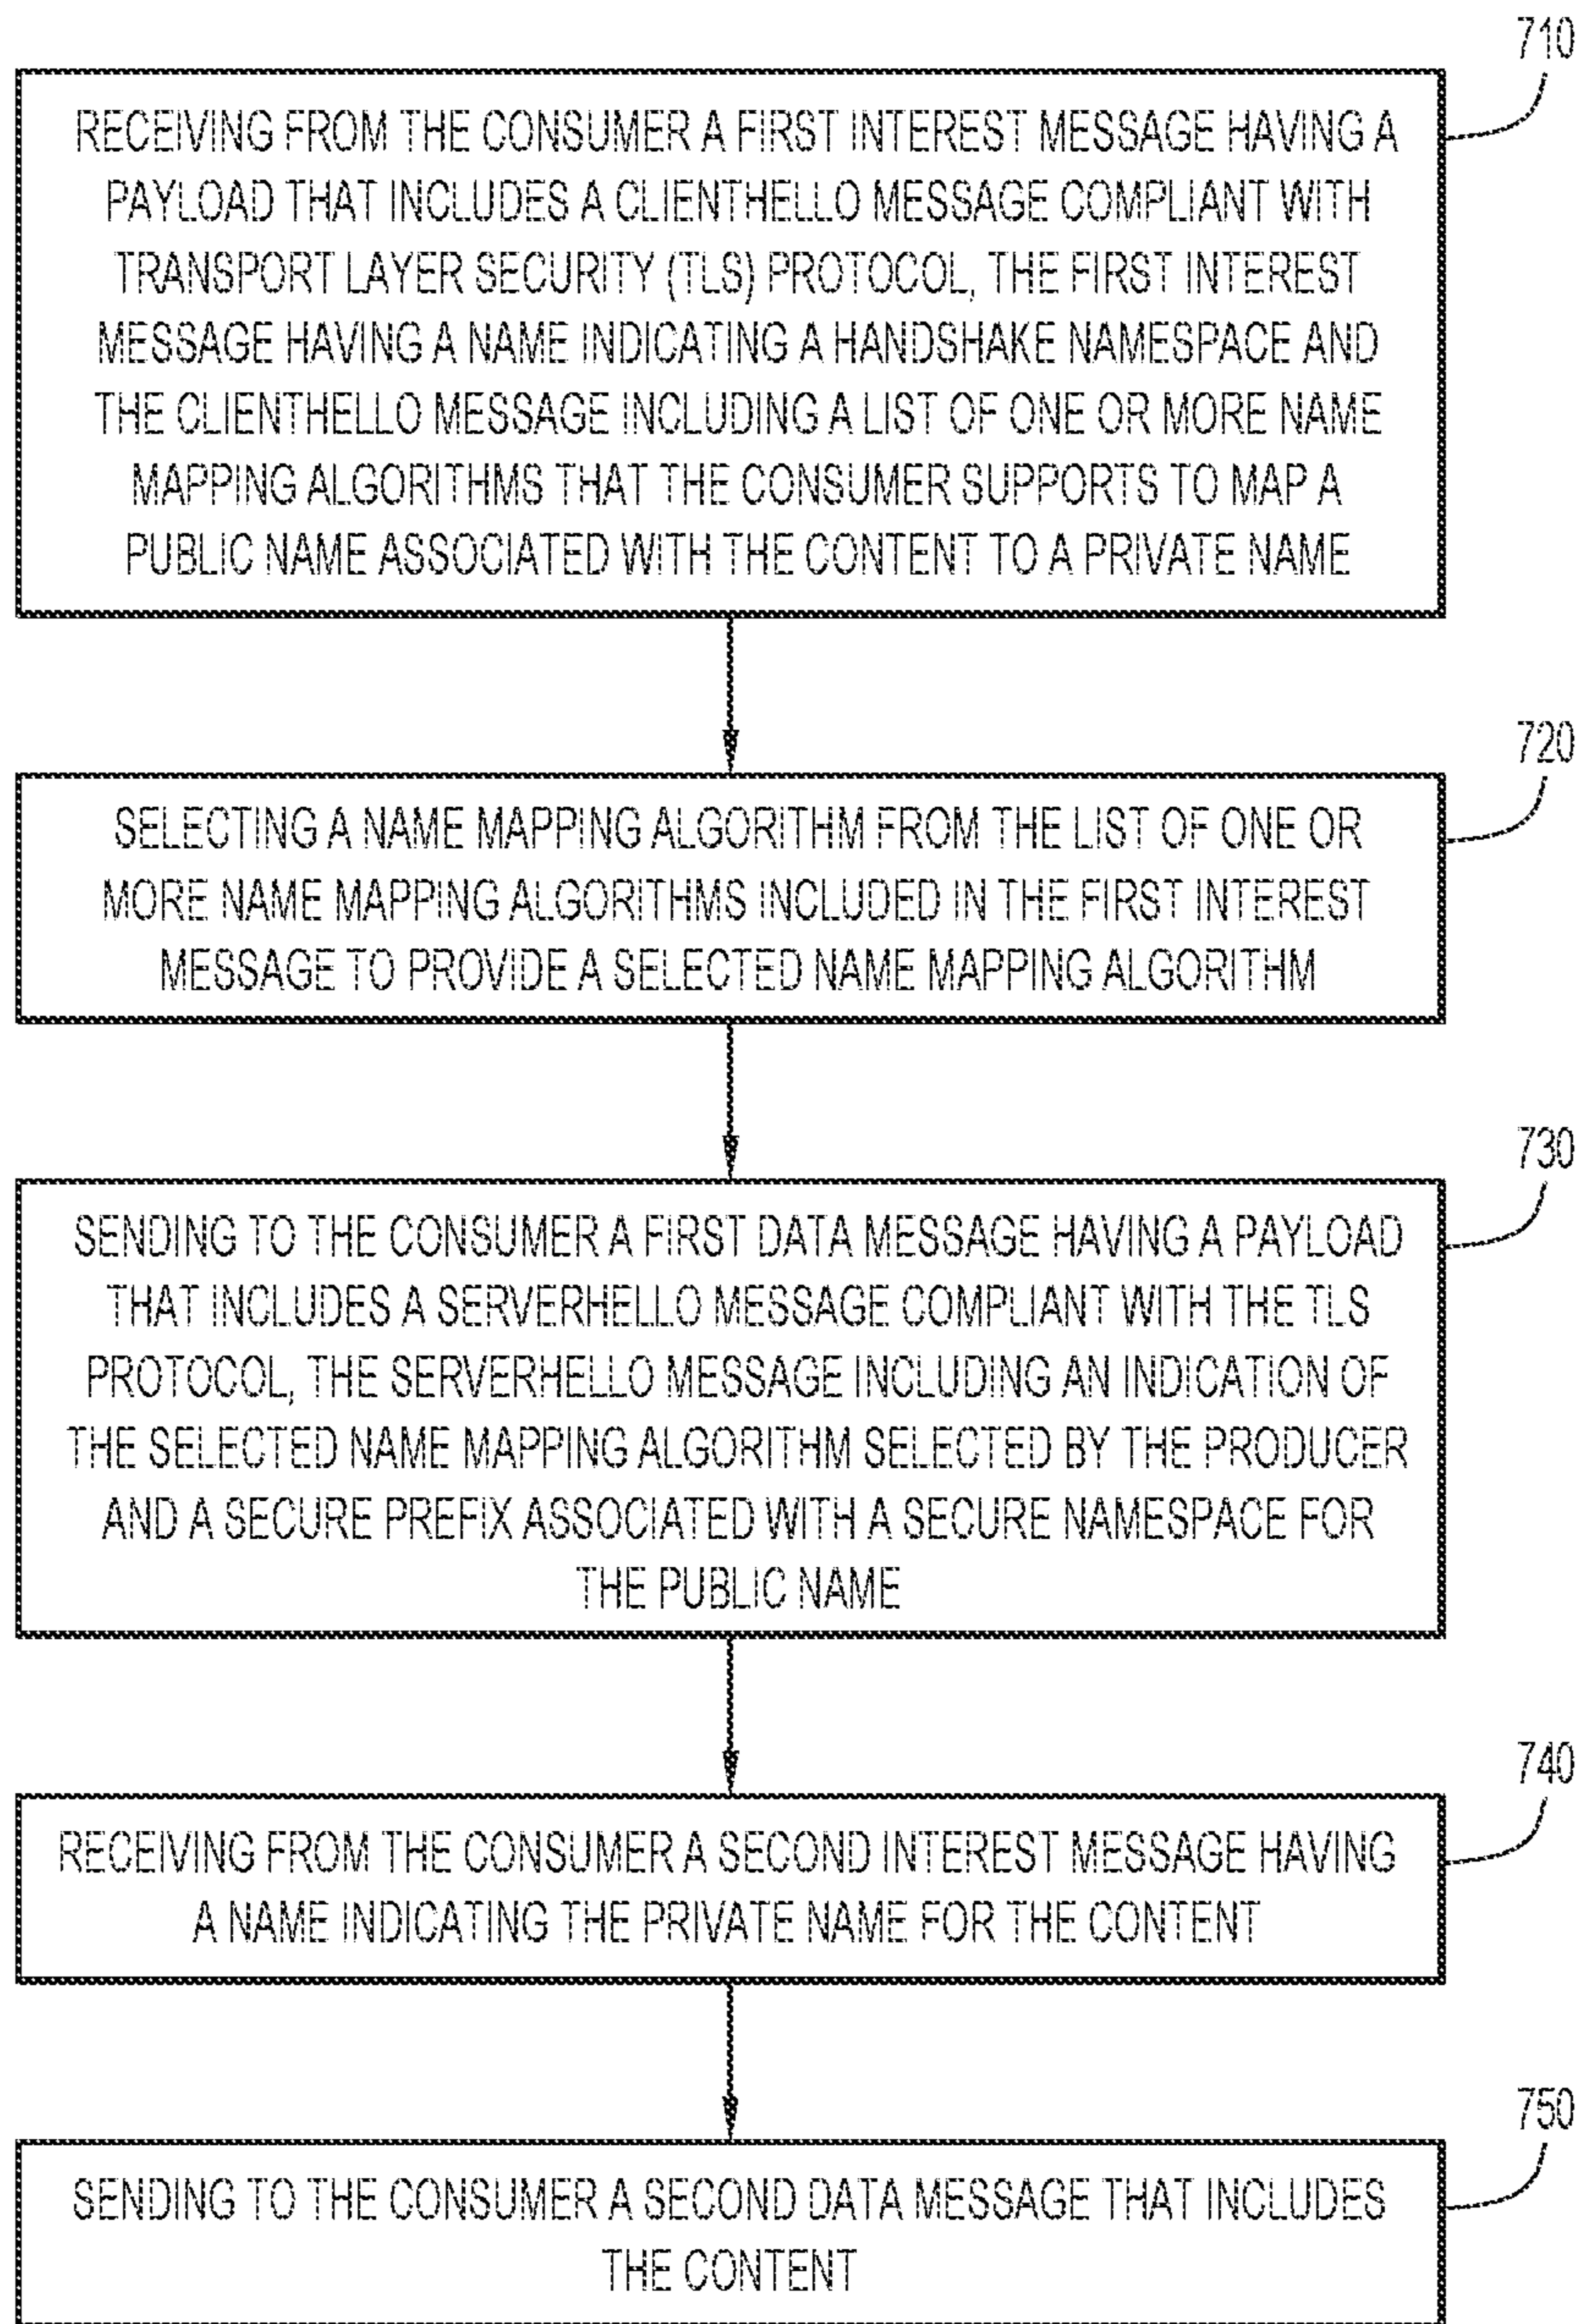 710
RECEIVING FROM THE CONSUMER A FIRST INTEREST MESSAGE HAVING A
PAYLOAD THAT INCLUDES A CLIENTHELLO MESSAGE COMPLIANT WITH
TRANSPORT LAYER SECURITY (TLS) PROTOCOL, THE FIRST INTEREST
MESSAGE HAVING A NAME INDICATING A HANDSHAKE NAMESPACE AND
THE CLIENTHELLO MESSAGE INCLUDING A LIST OF ONE OR MORE NAME
MAPPING ALGORITHMS THAT THE CONSUMER SUPPORTS TO MAP A
PUBLIC NAME ASSOCIATED WITH THE CONTENT TO A PRIVATE NAME
720
SELECTING A NAME MAPPING ALGORITHM FROM THE LIST OF ONE OR
MORE NAME MAPPING ALGORITHMS INCLUDED IN THE FIRST INTEREST
MESSAGE TO PROVIDE A SELECTED NAME MAPPING ALGORITHM
730
SENDING TO THE CONSUMER A FIRST DATA MESSAGE HAVING A PAYLOAD
THAT INCLUDES A SERVERHELLO MESSAGE COMPLIANT WITH THE TLS
PROTOCOL, THE SERVERHELLO MESSAGE INCLUDING AN INDICATION OF
THE SELECTED NAME MAPPING ALGORITHM SELECTED BY THE PRODUCER
AND A SECURE PREFIX ASSOCIATED WITH A SECURE NAMESPACE FOR
THE PUBLIC NAME
740
RECEIVING FROM THE CONSUMER A SECOND INTEREST MESSAGE HAVING
A NAME INDICATING THE PRIVATE NAME FOR THE CONTENT
750
SENDING TO THE CONSUMER A SECOND DATA MESSAGE THAT INCLUDES
THE CONTENT